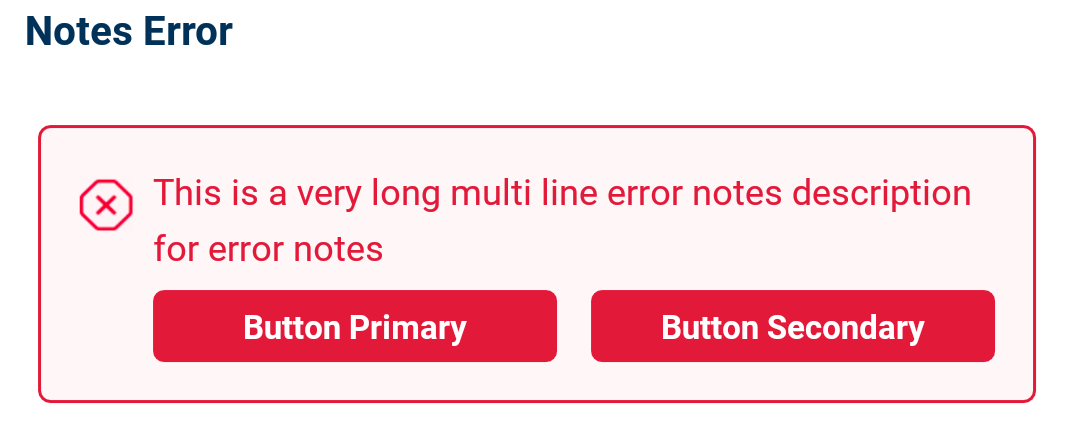 Notes Error
This is a very long multi line error notes description
for error notes
Button Primary
Button Secondary